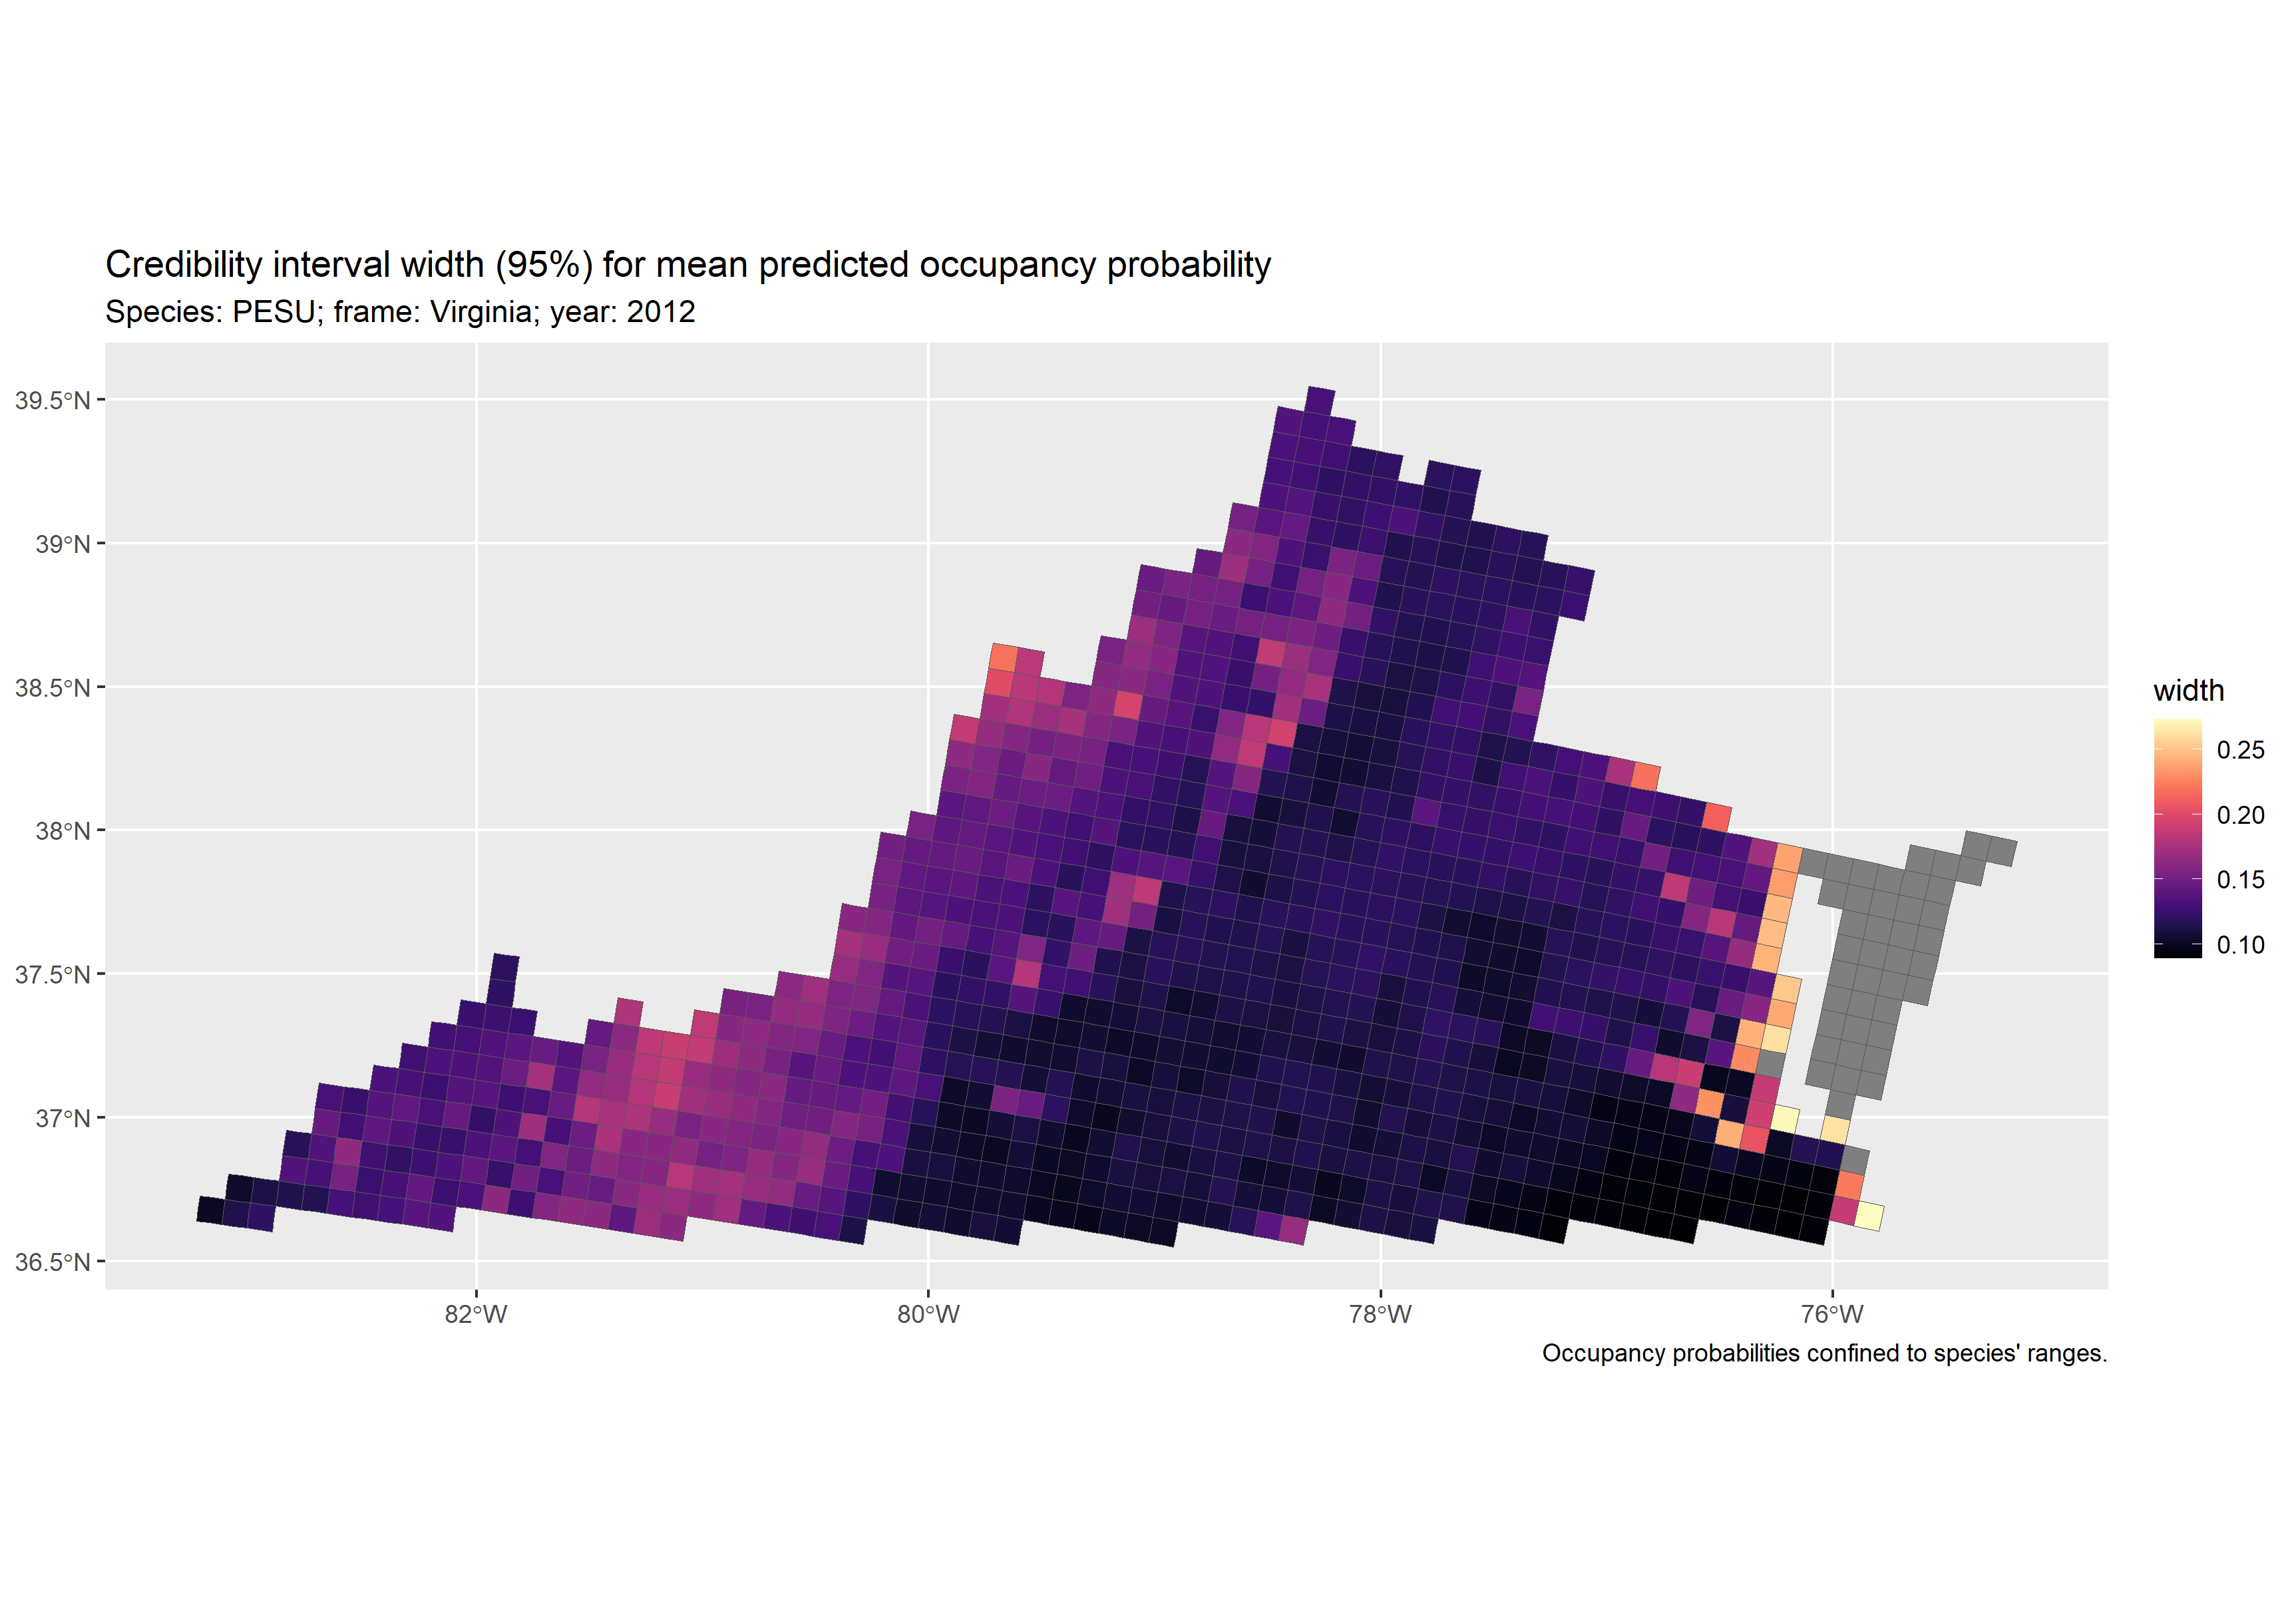 Credibility interval width (95%) for mean predicted occupancy probability
Species: PESU; frame: Virginia; year: 2012
39.5°N
39°N
38.5°N
38°N
37.5°N
37°N
36.5°N
82°W
80°W
78°W
76°W
width
0.25
0.20
0.15
0.10
Occupancy probabilities confined to species' ranges.